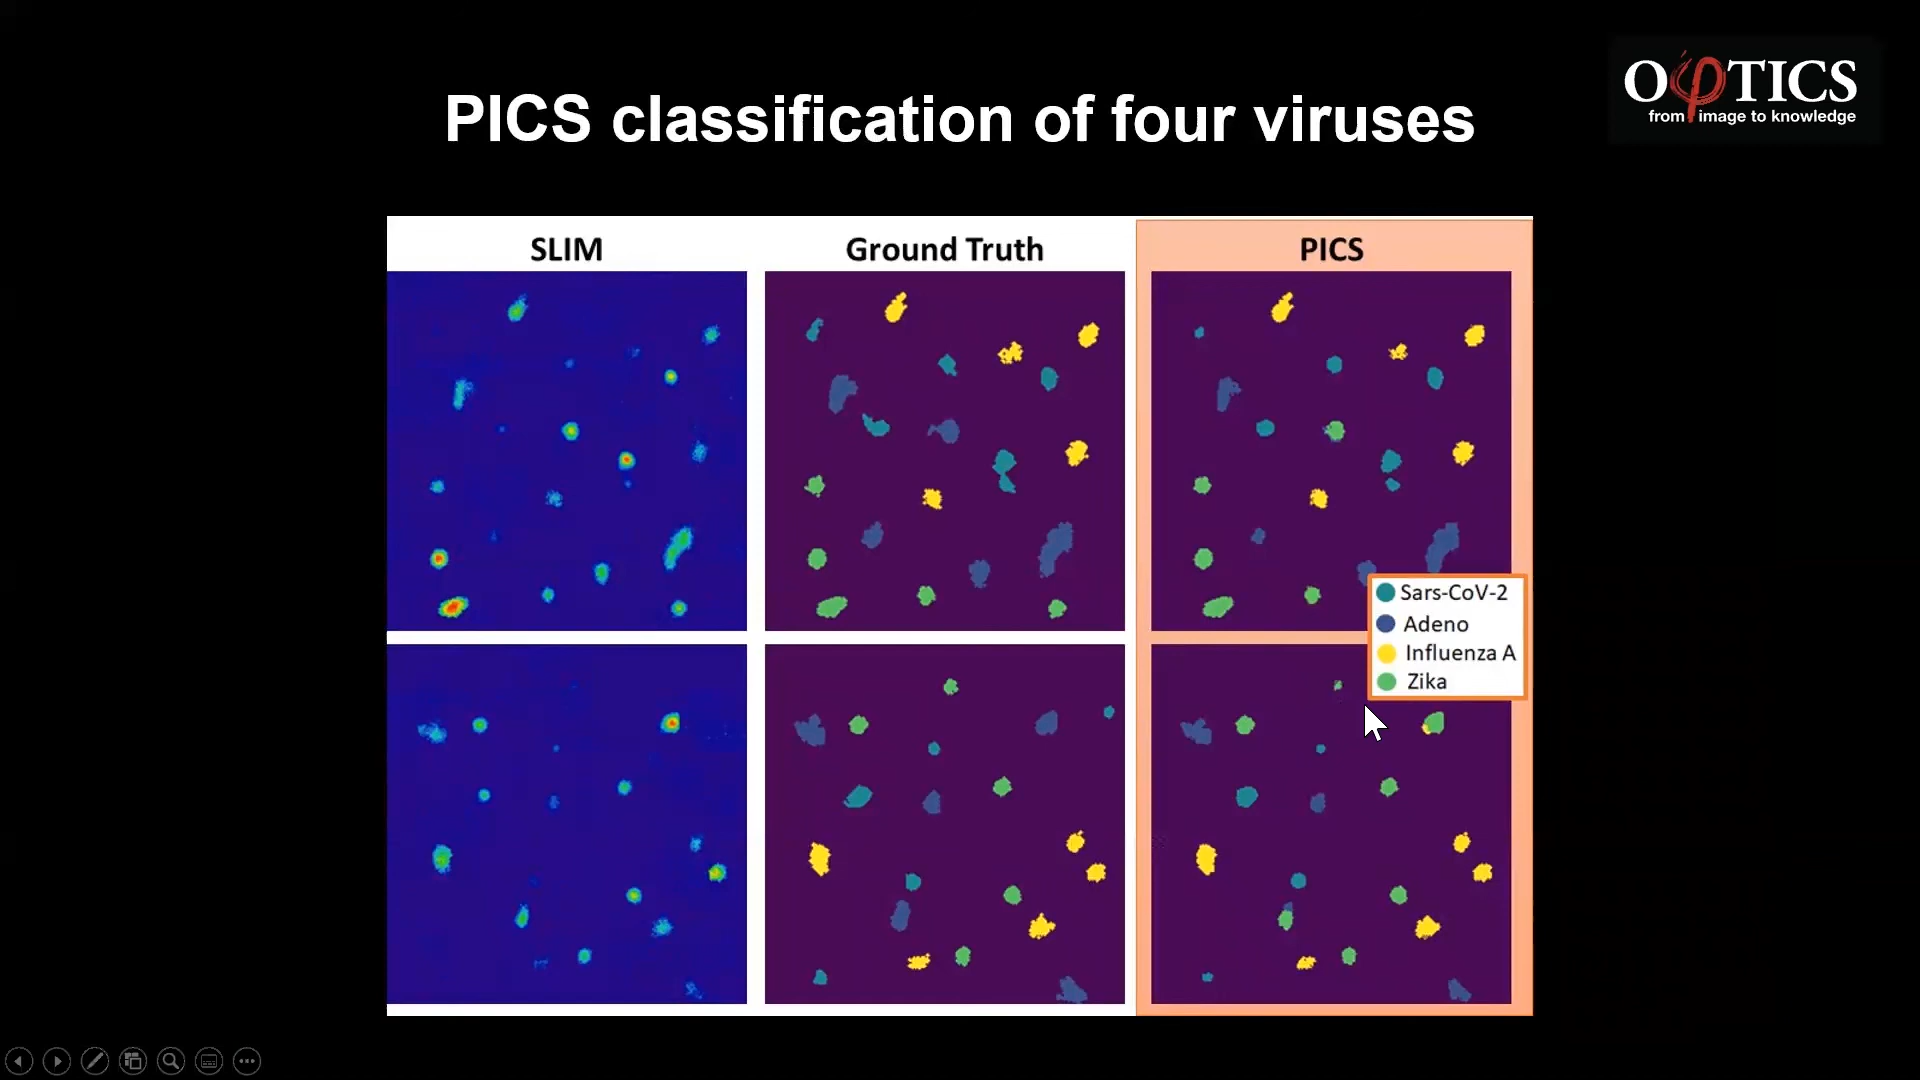 PICS classification of four viruses
OφTICS
from image to knowledge
SLIM
Ground Truth
PICS
Sars-CoV-2
Adeno
Influenza A
Zika